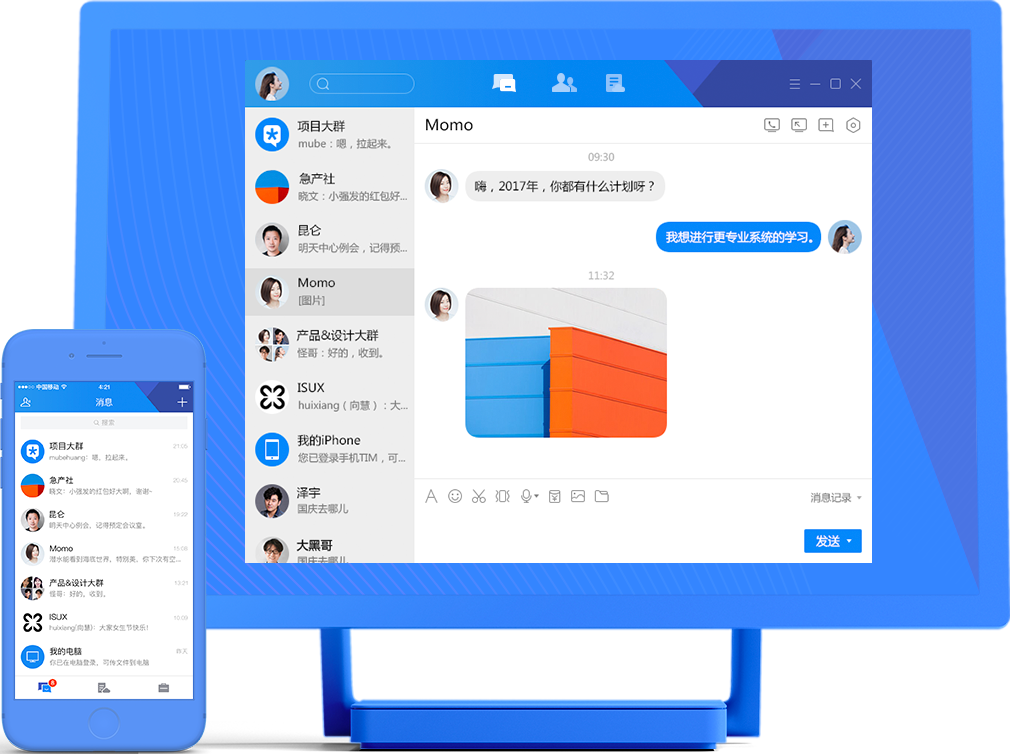 项目大群
mube：嗯，拉起来。
急产社
晓文：小强发的红包好...
昆仑
明天中心例会，记得预...
Momo
[图片]
产品&设计大群
怪哥：好的，收到。
ISUX
huixiang（向慧）：大...
我的iPhone
您已登录手机TIM，可...
泽宇
国庆去哪儿
大黑哥
国庆去哪儿
Momo
09:30
嗨，2017年，你都有什么计划呀？
我想进行更专业系统的学习。
11:32
消息记录
发送
中国移动
4:21
消息
搜索
项目大群
21:05
mubehuang：嗯，拉起来。
急产社
20:45
晓文：小强发的红包好大啊，谢谢~
昆仑
19:22
明天中心例会，记得预定会议室。
Momo
15:08
潜水能看到海底世界，特别美，你下次有空...
产品&设计大群
13:21
怪哥：好的，收到。
ISUX
10:03
huixiang(向慧)：大家女生节快乐！
我的电脑
昨天
你已在电脑登录，可传文件到电脑
8